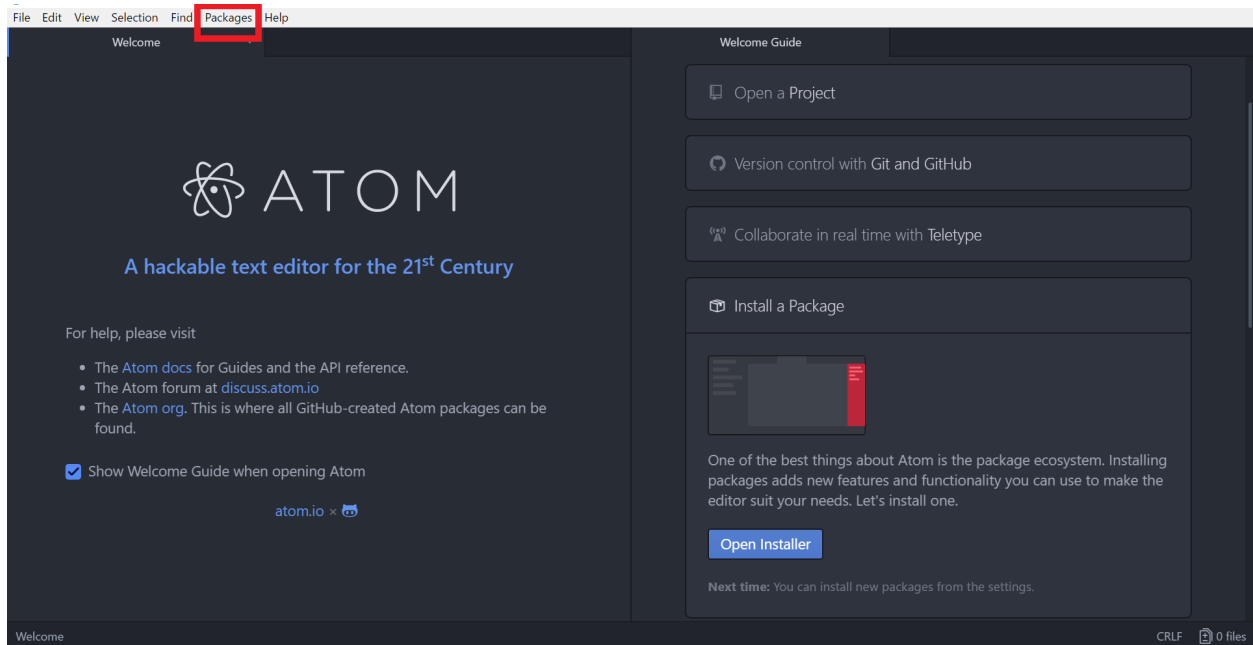 File Edit View Selection Find Packages Help
Welcome
ATOM
A hackable text editor for the 21st Century
For help, please visit
• The Atom docs for Guides and the API reference.
• The Atom forum at discuss.atom.io
• The Atom org. This is where all GitHub-created Atom packages can be
found.
Show Welcome Guide when opening Atom
atom.io ×
Welcome Guide
Open a Project
Version control with Git and GitHub
Collaborate in real time with Teletype
Install a Package
One of the best things about Atom is the package ecosystem. Installing
packages adds new features and functionality you can use to make the
editor suit your needs. Let's install one.
Open Installer
Next time: You can install new packages from the settings.
Welcome
CRLF 0 files